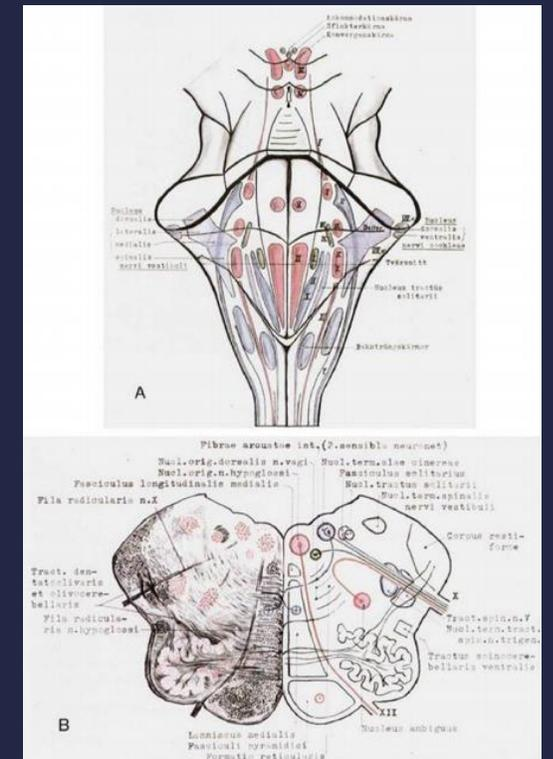 Akkommodationskärna
Sfinkterkärna
Konvergenskärna
Nucleus
dorsalis
lateralis
medialis
spinalis
nervi vestibuli
Nucleus
dorsalis
ventralis
nervi cochleae
Tvärsnitt
Nucleus tractus
solitarii
Bakströngskärnor
A
Fibrae arcuatae int. (2.sensibla neuronet)
Nucl.orig.dorsalis n.vagi
Nucl.term.alae cinereae
Nucl.orig.n.hypoglossi
Fasciculus solitarius
Fasciculus longitudinalis medialis
Nucl.tractus solitarii
Fila radicularia n.X
Nucl.term.spinalis
nervi vestibuli
Corpus resti-
forme
Tract. den-
tatoolivaris
et olivocere-
bellaris
Fila radicula-
ria n.hypoglossi
X
Tract.spin.n.V
Nucl.term.tract.
spin.n.trigem.
Tractus spinocere-
bellaris ventralis
B
XII
Nucleus ambiguus
Lemniscus medialis
Fasciculi pyramidici
Formatio reticularis